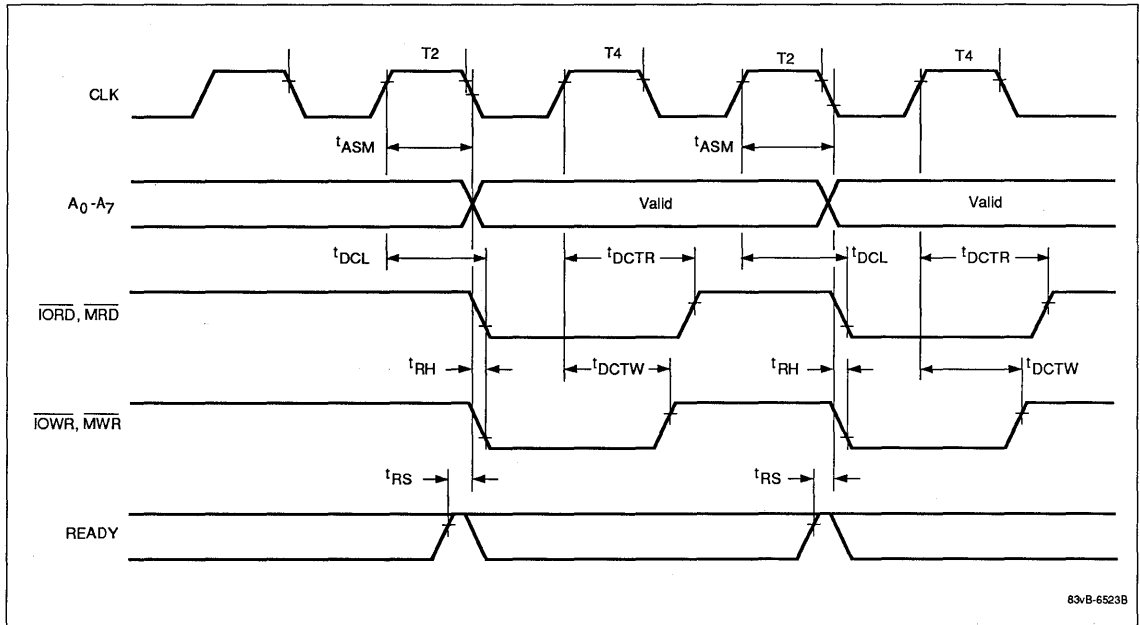 T2 T4 T2 T4
CLK
tASM tASM
A0-A7 Valid Valid
tDCL tDCTR tDCL tDCTR
IORD, MRD
tRH tDCTW tRH tDCTW
IOWR, MWR
tRS tRS
READY
83vB-6523B